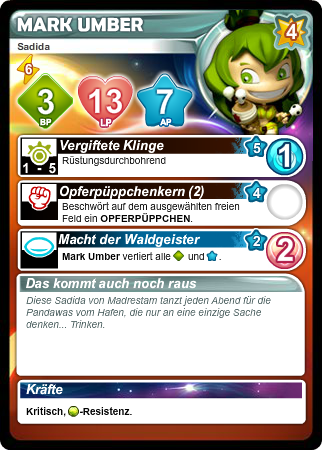 MARK UMBER
Sadida
4
6
3
BP
13
LP
7
AP
Vergiftete Klinge
5
1
1 - 5
Rüstungsdurchbohrend
Opferpüppchenkern (2)
4
Beschwört auf dem ausgewählten freien
Feld ein OPFERPÜPPCHEN.
Macht der Waldgeister
2
2
Mark Umber verliert alle und .
Das kommt auch noch raus
Diese Sadida von Madrestam tanzt jeden Abend für die
Pandawas vom Hafen, die nur an eine einzige Sache
denken... Trinken.
Kräfte
Kritisch, -Resistenz.